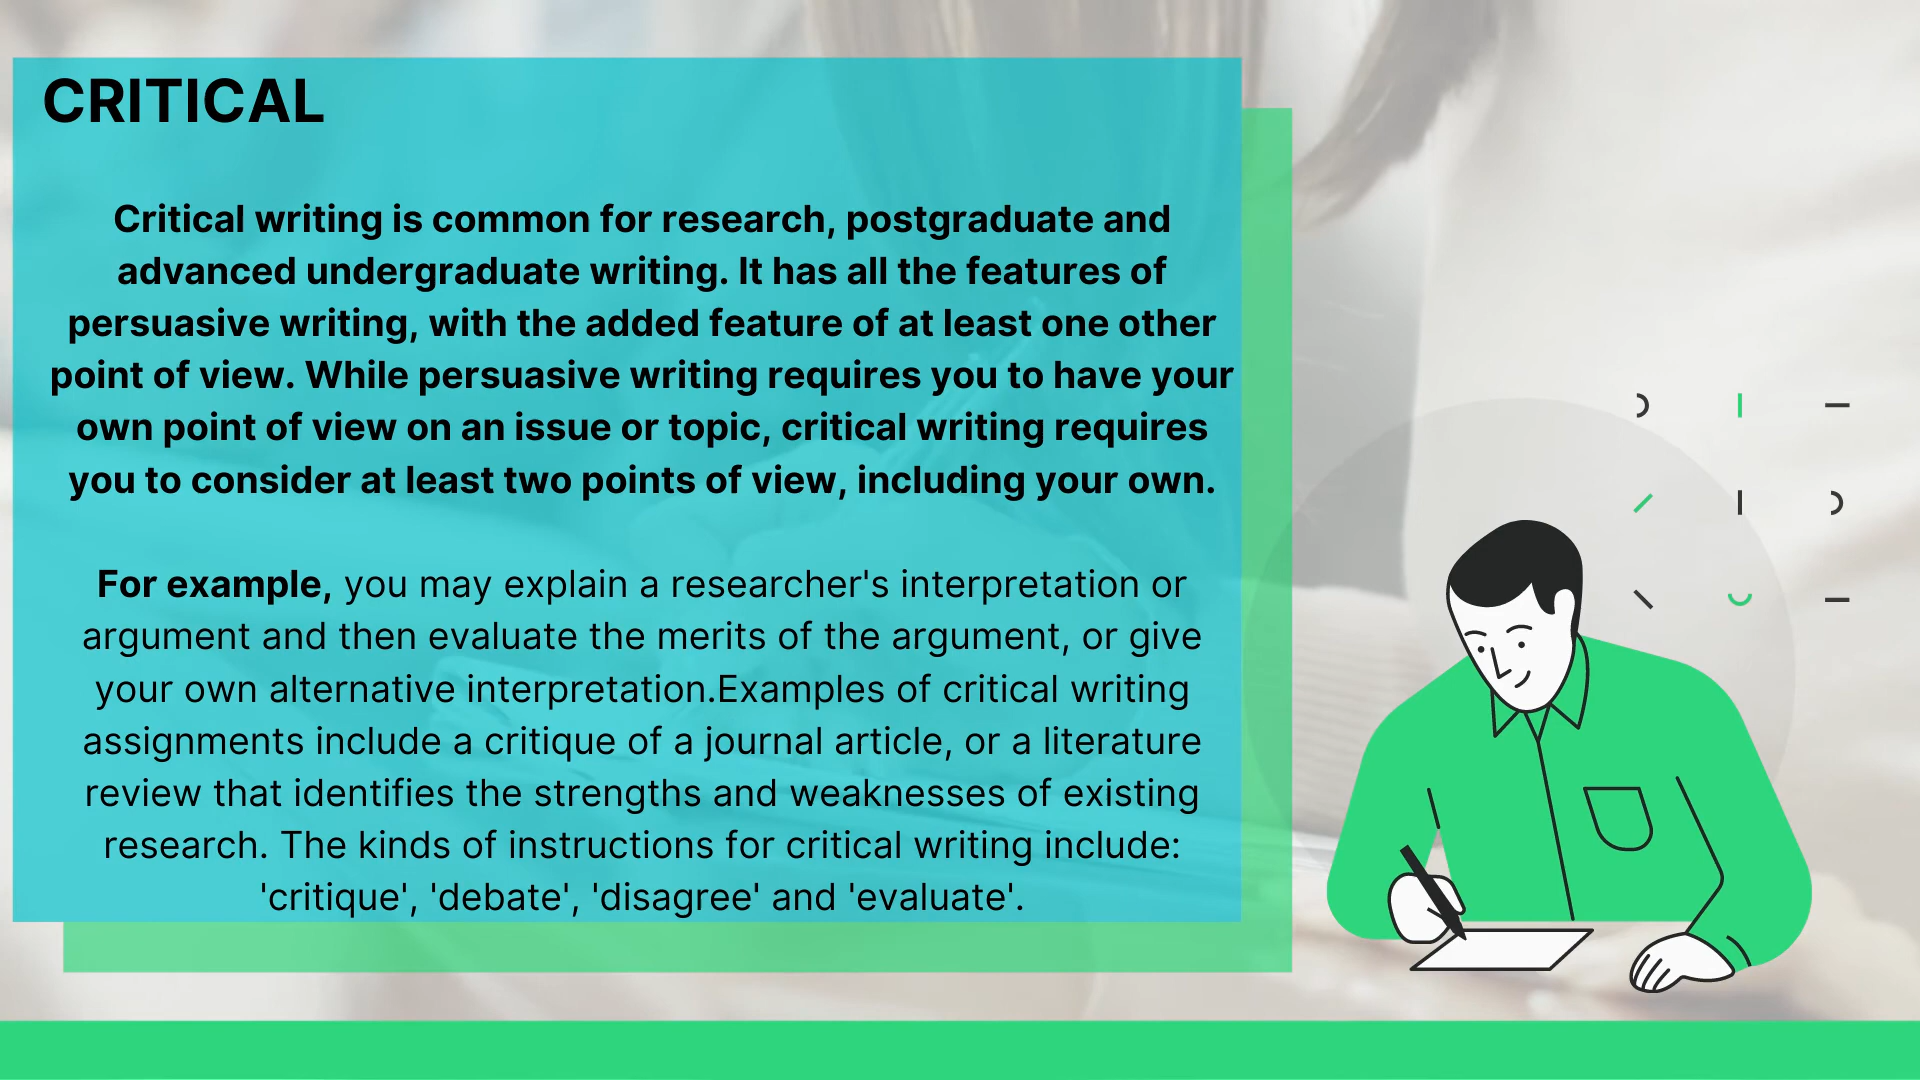 CRITICAL
Critical writing is common for research, postgraduate and
advanced undergraduate writing. It has all the features of
persuasive writing, with the added feature of at least one other
point of view. While persuasive writing requires you to have your
own point of view on an issue or topic, critical writing requires
you to consider at least two points of view, including your own.
For example, you may explain a researcher's interpretation or
argument and then evaluate the merits of the argument, or give
your own alternative interpretation.Examples of critical writing
assignments include a critique of a journal article, or a literature
review that identifies the strengths and weaknesses of existing
research. The kinds of instructions for critical writing include:
'critique', 'debate', 'disagree' and 'evaluate'.